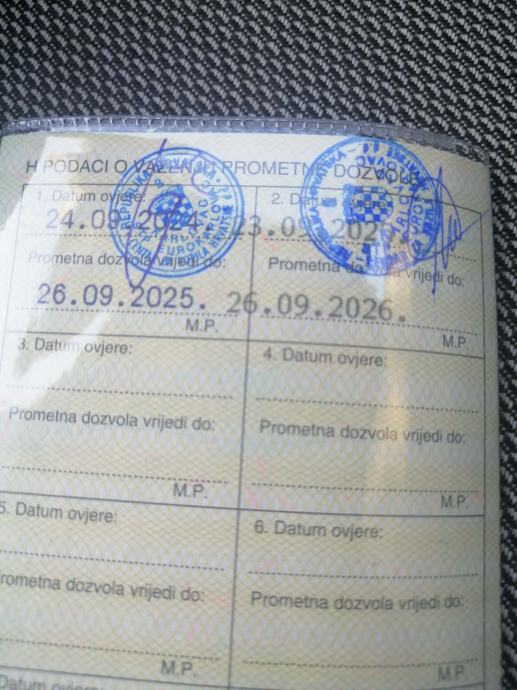 H PODACI O VAŽENJU PROMETNE DOZVOLE
1. Datum ovjere:
24.09.2024.
Prometna dozvola vrijedi do:
26.09.2025.
M.P.
2. Datum
23.09.202
Prometna dozvola vrijedi do:
26.09.2026.
M.P.
3. Datum ovjere:
Prometna dozvola vrijedi do:
M.P.
4. Datum ovjere:
Prometna dozvola vrijedi do:
M.P.
5. Datum ovjere:
Prometna dozvola vrijedi do:
M.P.
6. Datum ovjere:
Prometna dozvola vrijedi do:
M.P.
Datum ovjere: